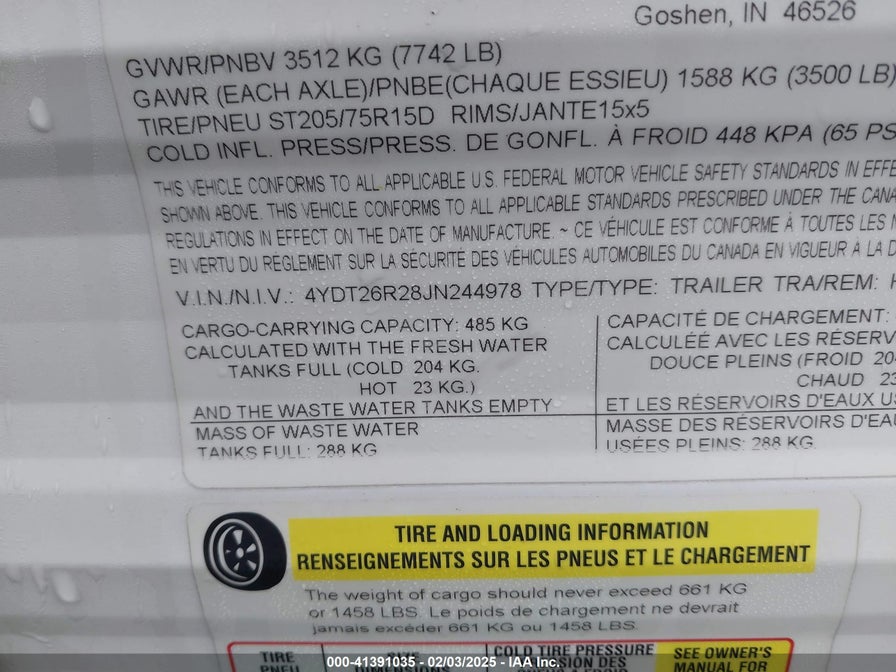 Goshen, IN 46526
GVWR/PNBV 3512 KG (7742 LB)
GAWR (EACH AXLE)/PNBE(CHAQUE ESSIEU) 1588 KG (3500 LB)
TIRE/PNEU ST205/75R15D RIMS/JANTE15x5
COLD INFL. PRESS/PRESS. DE GONFL. À FROID 448 KPA (65 PS
THIS VEHICLE CONFORMS TO ALL APPLICABLE U.S. FEDERAL MOTOR VEHICLE SAFETY STANDARDS IN EFFE
SHOWN ABOVE. THIS VEHICLE CONFORMS TO ALL APPLICABLE STANDARDS PRESCRIBED UNDER THE CANA
REGULATIONS IN EFFECT ON THE DATE OF MANUFACTURE. ~ CE VÉHICULE EST CONFORME À TOUTES LES N
EN VERTU DU REGLEMENT SUR LA SÉCURITÉ DES VÉHICULES AUTOMOBILES DU CANADA EN VIGUEUR À LA D
V.I.N./N.I.V.: 4YDT26R28JN244978 TYPE/TYPE: TRAILER TRA/REM:
CARGO-CARRYING CAPACITY: 485 KG
CALCULATED WITH THE FRESH WATER
TANKS FULL (COLD 204 KG.
HOT 23 KG.)
AND THE WASTE WATER TANKS EMPTY
MASS OF WASTE WATER
TANKS FULL: 288 KG
CAPACITÉ DE CHARGEMENT:
CALCULÉE AVEC LES RÉSERV
DOUCE PLEINS (FROID 204
CHAUD 23
ET LES RÉSERVOIRS D'EAUX US
MASSE DES RÉSERVOIRS D'EAU
USÉES PLEINS: 288 KG.
TIRE AND LOADING INFORMATION
RENSEIGNEMENTS SUR LES PNEUS ET LE CHARGEMENT
The weight of cargo should never exceed 661 KG
or 1458 LBS. Le poids de chargement ne devrait
jamais excéder 661 KG ou 1458 LBS.
TIRE
PNEU
COLD TIRE PRESSURE
SEE OWNER'S
MANUAL FOR
000-41391035 - 02/03/2025 - IAA Inc.